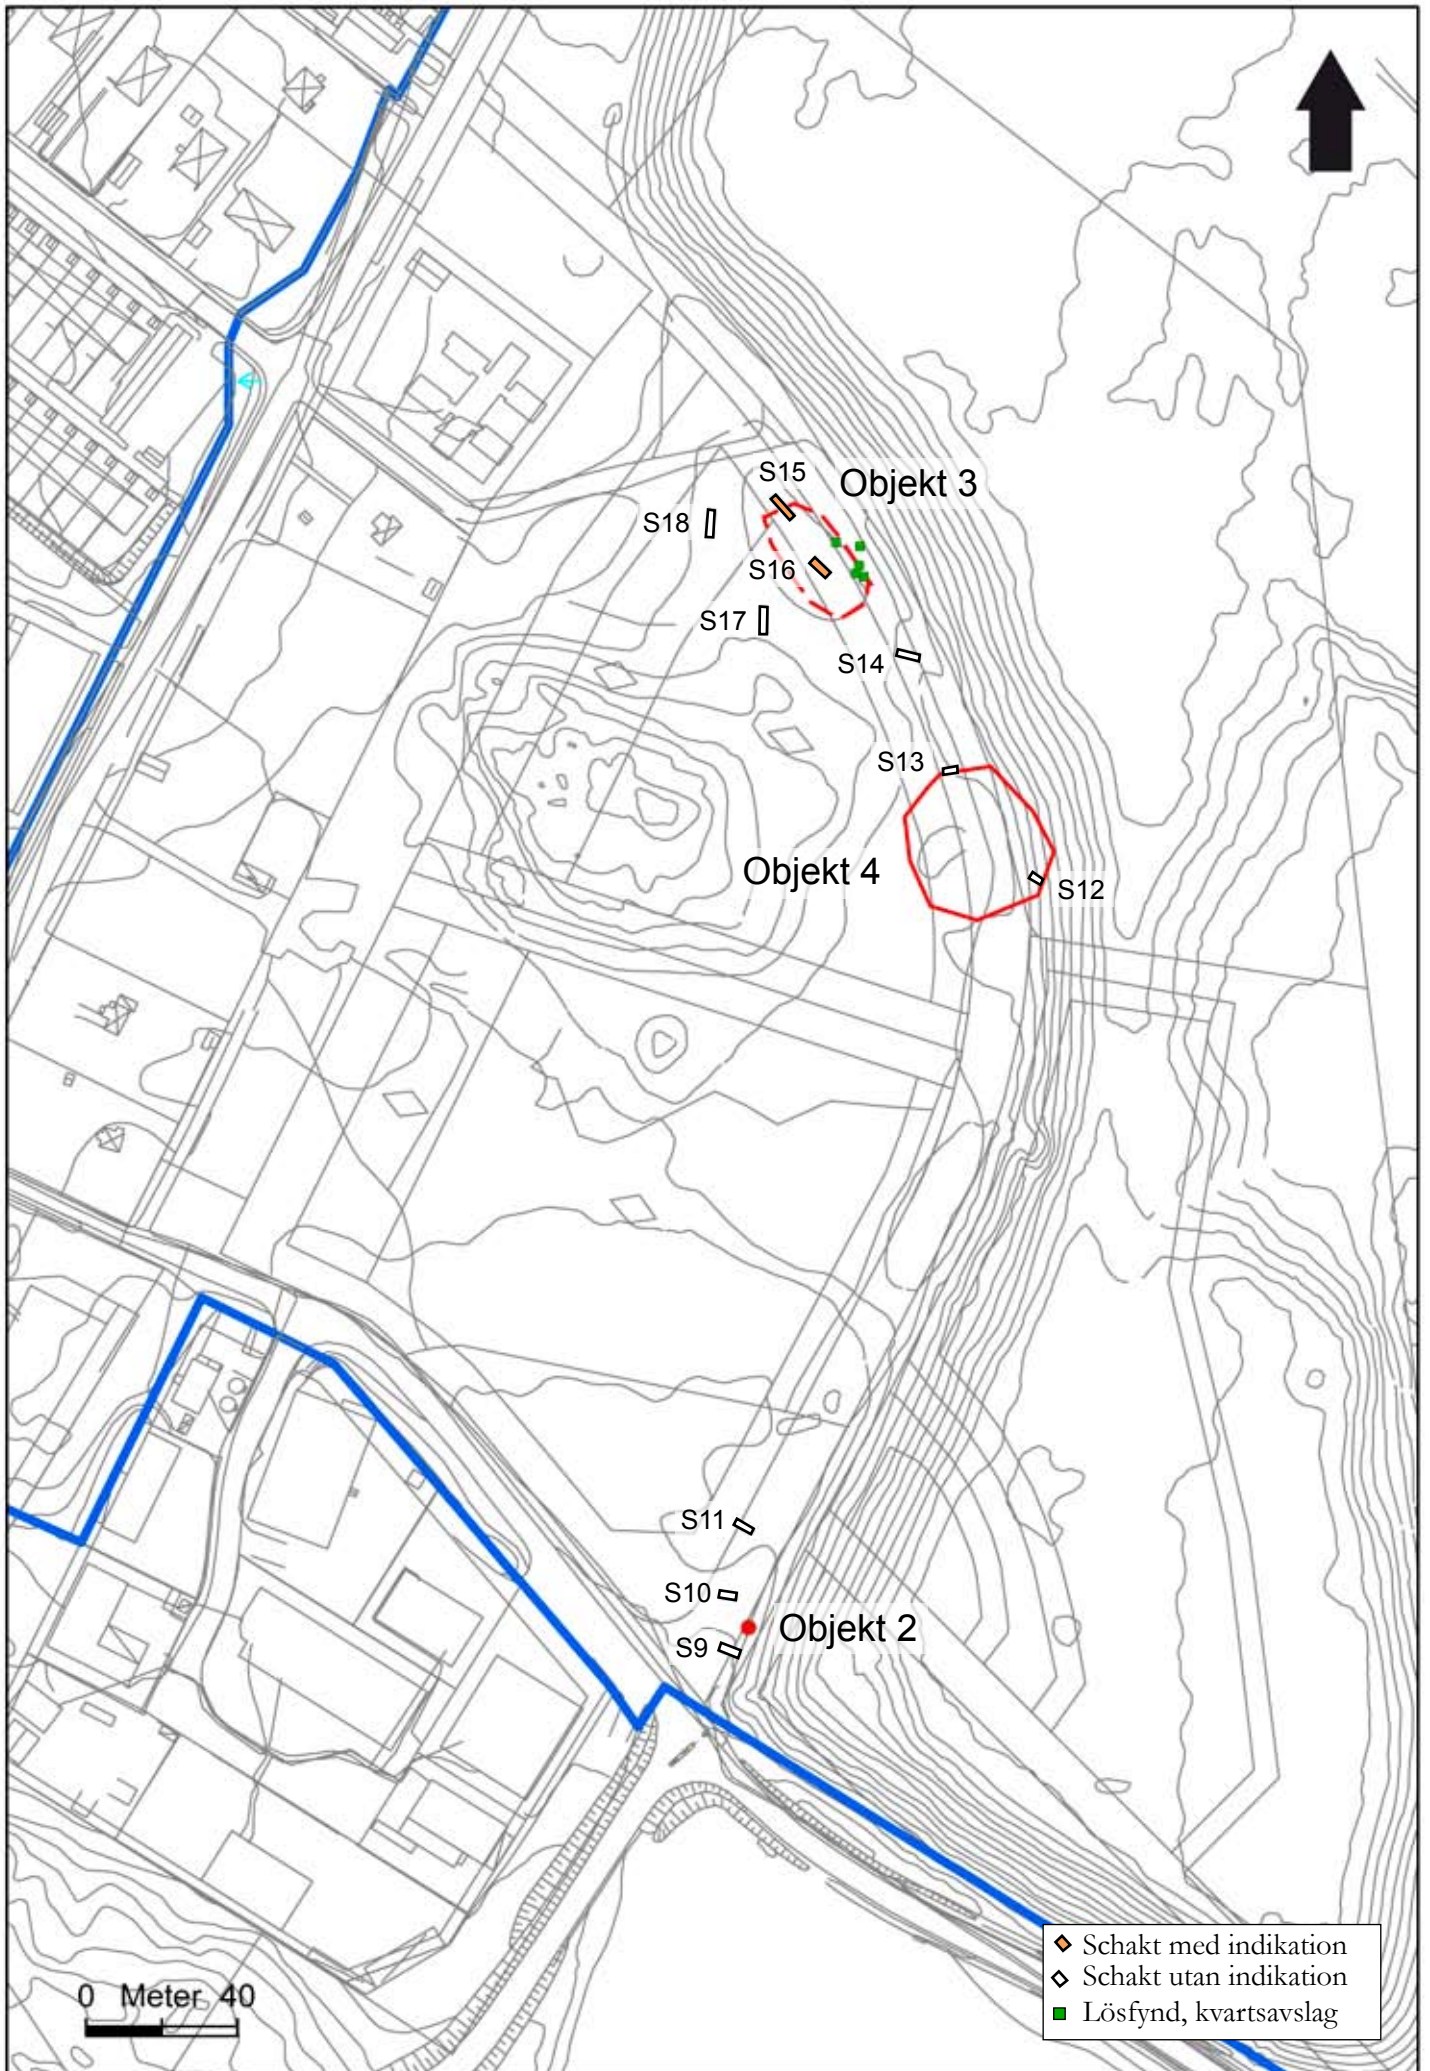 S15
Objekt 3
S18
S16
S17
S14
S13
Objekt 4
S12
S11
S10
Objekt 2
S9
Schakt med indikation
Schakt utan indikation
Lösfynd, kvartsavslag
0 Meter 40